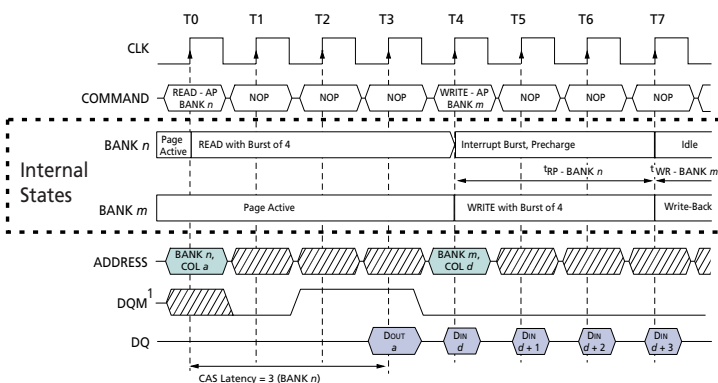 T0 T1 T2 T3 T4 T5 T6 T7
CLK
COMMAND
READ - AP
BANK n
NOP
NOP
NOP
WRITE - AP
BANK m
NOP
NOP
NOP
Internal
States
BANK n
Page
Active
READ with Burst of 4
Interrupt Burst, Precharge
Idle
tRP - BANK n
tWR - BANK m
BANK m
Page Active
WRITE with Burst of 4
Write-Back
ADDRESS
BANK n,
COL a
BANK m,
COL d
DQM1
DQ
DOUT
a
DIN
d
DIN
d + 1
DIN
d + 2
DIN
d + 3
CAS Latency = 3 (BANK n)